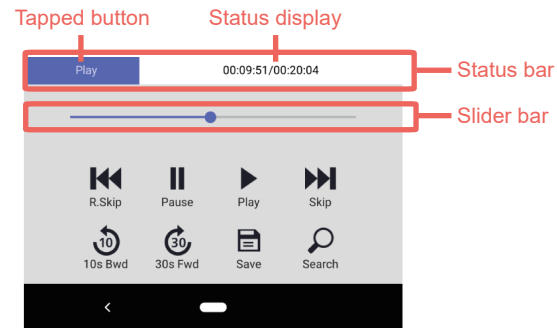 Tapped button Status display
Play 00:09:51/00:20:04 Status bar
Slider bar
R.Skip Pause Play Skip
10 30
10s Bwd 30s Fwd Save Search